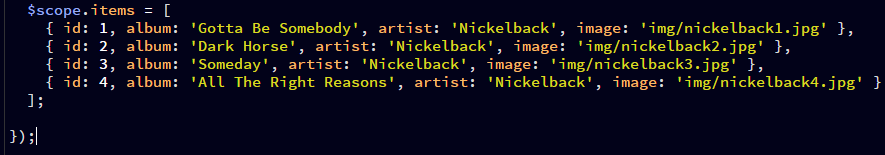 $scope.items = [
{ id: 1, album: 'Gotta Be Somebody', artist: 'Nickelback', image: 'img/nickelback1.jpg' },
{ id: 2, album: 'Dark Horse', artist: 'Nickelback', image: 'img/nickelback2.jpg' },
{ id: 3, album: 'Someday', artist: 'Nickelback', image: 'img/nickelback3.jpg' },
{ id: 4, album: 'All The Right Reasons', artist: 'Nickelback', image: 'img/nickelback4.jpg' }
];
});